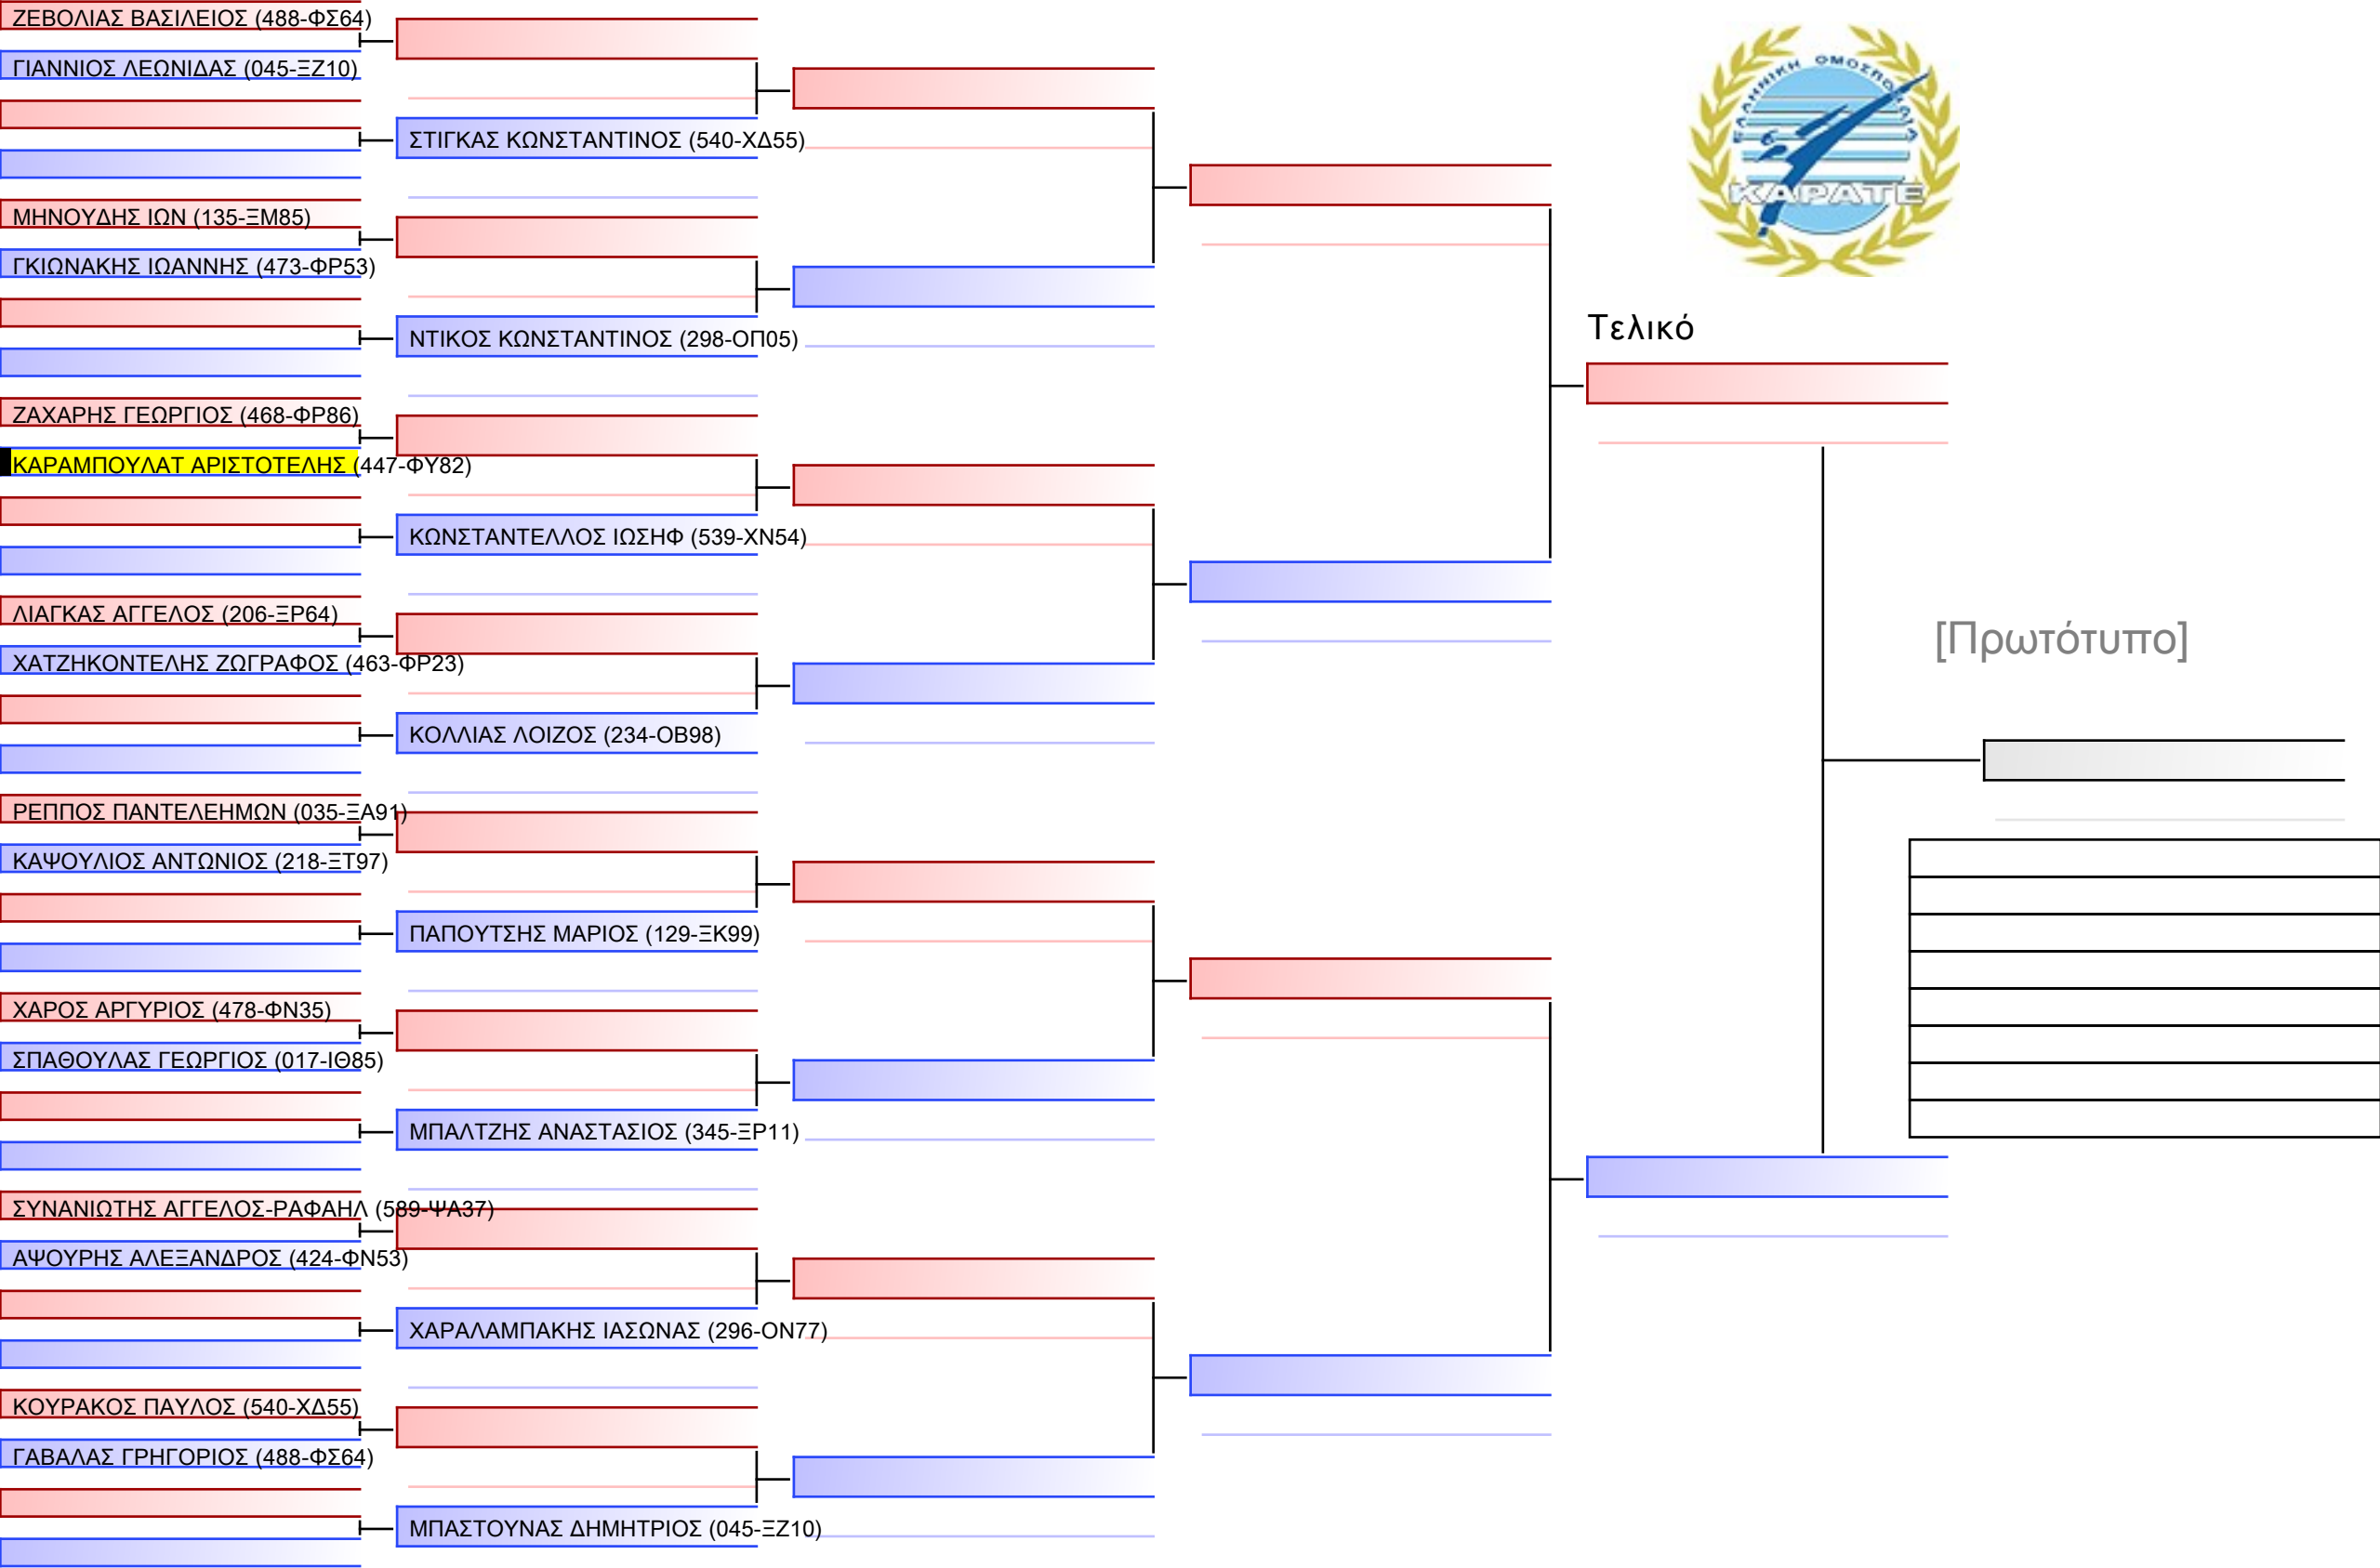 ΖΕΒΟΛΙΑΣ ΒΑΣΙΛΕΙΟΣ (488-ΦΣ64)
ΓΙΑΝΝΙΟΣ ΛΕΩΝΙΔΑΣ (045-ΞΖ10)
ΣΤΙΓΚΑΣ ΚΩΝΣΤΑΝΤΙΝΟΣ (540-ΧΔ55)
ΜΗΝΟΥΔΗΣ ΙΩΝ (135-ΞΜ85)
ΓΚΙΩΝΑΚΗΣ ΙΩΑΝΝΗΣ (473-ΦΡ53)
ΝΤΙΚΟΣ ΚΩΝΣΤΑΝΤΙΝΟΣ (298-ΟΠ05)
ΖΑΧΑΡΗΣ ΓΕΩΡΓΙΟΣ (468-ΦΡ86)
ΚΑΡΑΜΠΟΥΛΑΤ ΑΡΙΣΤΟΤΕΛΗΣ (447-ΦΥ82)
ΚΩΝΣΤΑΝΤΕΛΛΟΣ ΙΩΣΗΦ (539-ΧΝ54)
ΛΙΑΓΚΑΣ ΑΓΓΕΛΟΣ (206-ΞΡ64)
ΧΑΤΖΗΚΟΝΤΕΛΗΣ ΖΩΓΡΑΦΟΣ (463-ΦΡ23)
ΚΟΛΛΙΑΣ ΛΟΙΖΟΣ (234-ΟΒ98)
ΡΕΠΠΟΣ ΠΑΝΤΕΛΕΗΜΩΝ (035-ΞΑ91)
ΚΑΨΟΥΛΙΟΣ ΑΝΤΩΝΙΟΣ (218-ΞΤ97)
ΠΑΠΟΥΤΣΗΣ ΜΑΡΙΟΣ (129-ΞΚ99)
ΧΑΡΟΣ ΑΡΓΥΡΙΟΣ (478-ΦΝ35)
ΣΠΑΘΟΥΛΑΣ ΓΕΩΡΓΙΟΣ (017-ΙΘ85)
ΜΠΑΛΤΖΗΣ ΑΝΑΣΤΑΣΙΟΣ (345-ΞΡ11)
ΣΥΝΑΝΙΩΤΗΣ ΑΓΓΕΛΟΣ-ΡΑΦΑΗΛ (589-ΨΑ37)
ΑΨΟΥΡΗΣ ΑΛΕΞΑΝΔΡΟΣ (424-ΦΝ53)
ΧΑΡΑΛΑΜΠΑΚΗΣ ΙΑΣΩΝΑΣ (296-ΟΝ77)
ΚΟΥΡΑΚΟΣ ΠΑΥΛΟΣ (540-ΧΔ55)
ΓΑΒΑΛΑΣ ΓΡΗΓΟΡΙΟΣ (488-ΦΣ64)
ΜΠΑΣΤΟΥΝΑΣ ΔΗΜΗΤΡΙΟΣ (045-ΞΖ10)
ΕΛΛΗΝΙΚΗ ΟΜΟΣΠΟΝΔΙΑ
ΚΑΡΑΤΕ
Τελικό
[Πρωτότυπο]